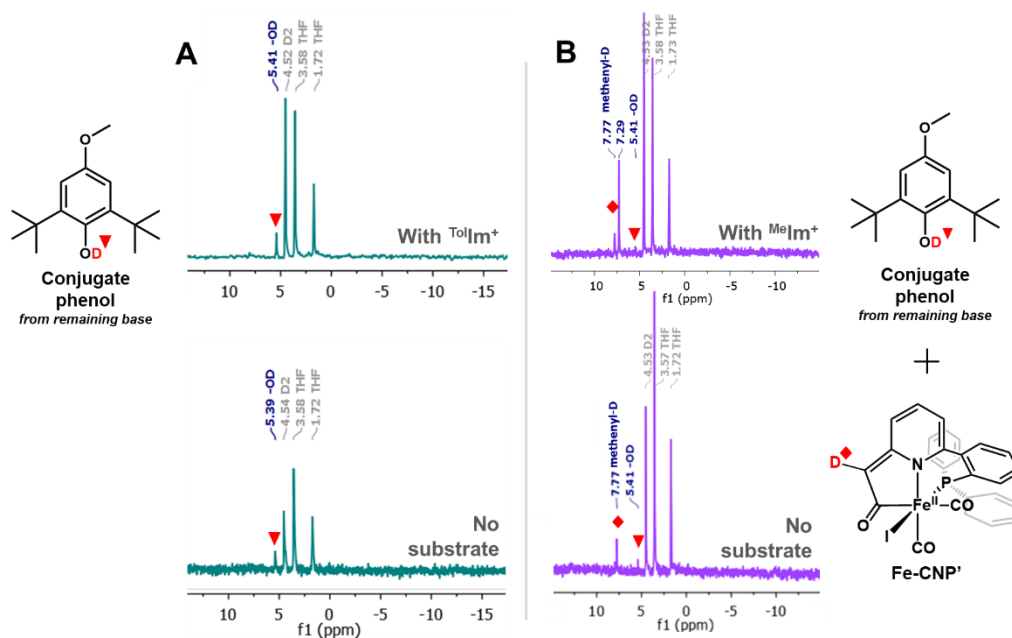 A
5.41 -OD
4.52 D2
3.58 THF
1.72 THF
With TolIm+
10
5
0
-5
-10
-15
f1 (ppm)
5.39 -OD
4.54 D2
3.58 THF
1.72 THF
No
substrate
10
5
0
-5
-10
-15
f1 (ppm)
O
OD
Conjugate
phenol
from remaining base
B
7.77 methenyl-D
7.29
5.41 -OD
4.53 D2
3.58 THF
1.73 THF
With MeIm+
10
5
0
-5
-10
f1 (ppm)
7.77 methenyl-D
5.41 -OD
4.53 D2
3.57 THF
1.72 THF
No
substrate
10
5
0
-5
-10
f1 (ppm)
O
OD
Conjugate
phenol
from remaining base
+
D
N
P
O
FeII
CO
I
CO
Fe-CNP'